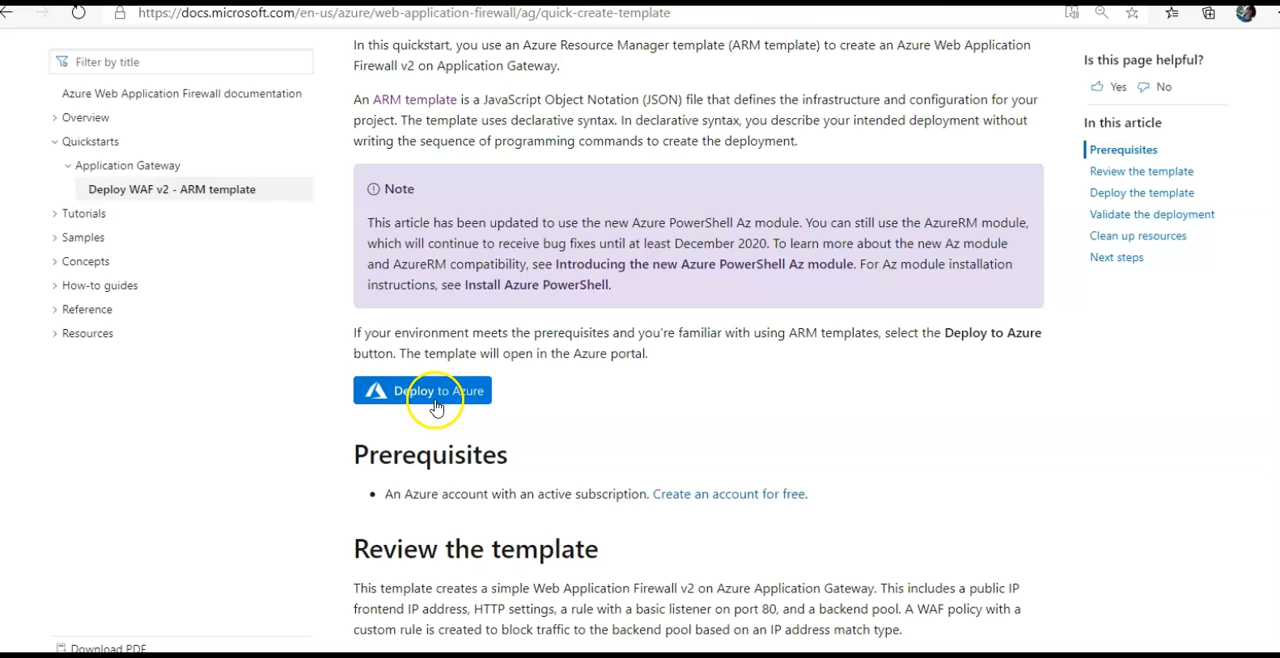 https://docs.microsoft.com/en-us/azure/web-application-firewall/ag/quick-create-template
Filter by title
Azure Web Application Firewall documentation
Overview
Quickstarts
Application Gateway
Deploy WAF v2 - ARM template
Tutorials
Samples
Concepts
How-to guides
Reference
Resources
Download PDF
In this quickstart, you use an Azure Resource Manager template (ARM template) to create an Azure Web Application
Firewall v2 on Application Gateway.
An ARM template is a JavaScript Object Notation (JSON) file that defines the infrastructure and configuration for your
project. The template uses declarative syntax. In declarative syntax, you describe your intended deployment without
writing the sequence of programming commands to create the deployment.
Note
This article has been updated to use the new Azure PowerShell Az module. You can still use the AzureRM module,
which will continue to receive bug fixes until at least December 2020. To learn more about the new Az module
and AzureRM compatibility, see Introducing the new Azure PowerShell Az module. For Az module installation
instructions, see Install Azure PowerShell.
If your environment meets the prerequisites and you're familiar with using ARM templates, select the Deploy to Azure
button. The template will open in the Azure portal.
Deploy to Azure
Prerequisites
• An Azure account with an active subscription. Create an account for free.
Review the template
This template creates a simple Web Application Firewall v2 on Azure Application Gateway. This includes a public IP
frontend IP address, HTTP settings, a rule with a basic listener on port 80, and a backend pool. A WAF policy with a
custom rule is created to block traffic to the backend pool based on an IP address match type.
Is this page helpful?
Yes No
In this article
Prerequisites
Review the template
Deploy the template
Validate the deployment
Clean up resources
Next steps